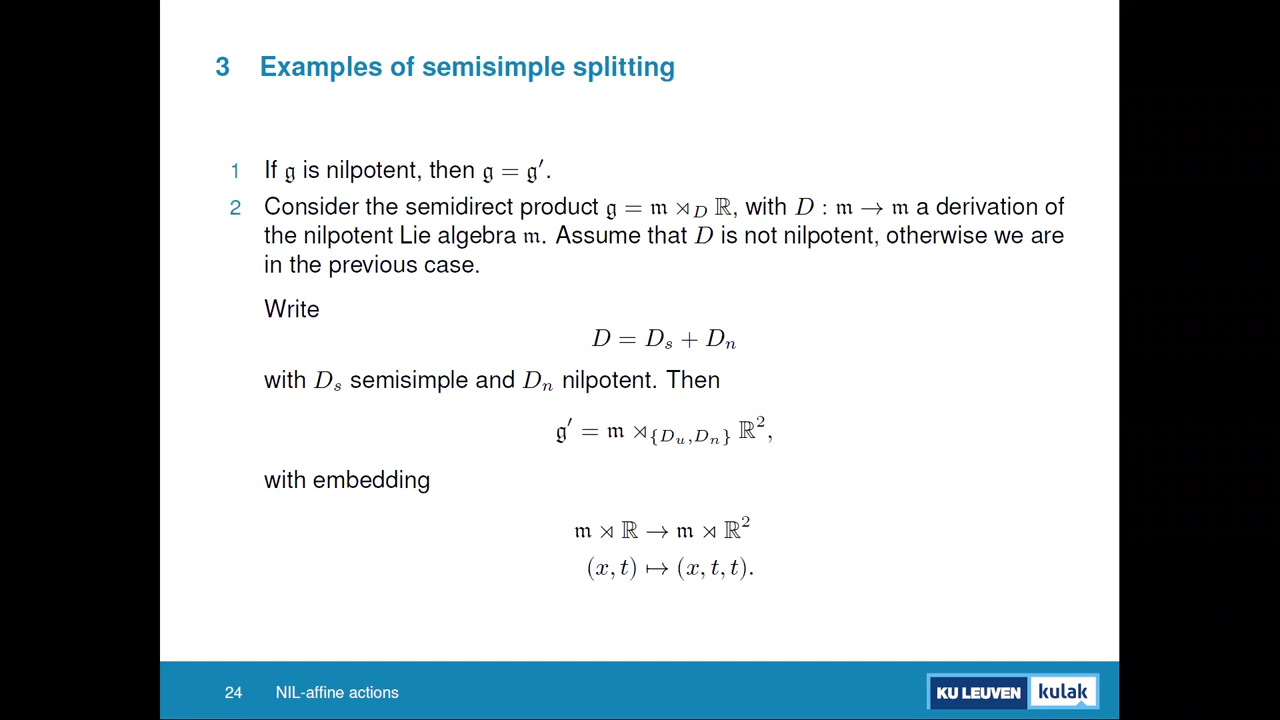 3 Examples of semisimple splitting
1 If 𝔤 is nilpotent, then 𝔤 = 𝔤′.
2 Consider the semidirect product 𝔤 = 𝔪 ⋊_D ℝ, with D : 𝔪 → 𝔪 a derivation of
the nilpotent Lie algebra 𝔪. Assume that D is not nilpotent, otherwise we are
in the previous case.
Write
D = D_s + D_n
with D_s semisimple and D_n nilpotent. Then
𝔤′ = 𝔪 ⋊_{D_u,D_n} ℝ²,
with embedding
𝔪 ⋊ ℝ → 𝔪 ⋊ ℝ²
(x, t) ↦ (x, t, t).
24 NIL-affine actions
KU LEUVEN kulak